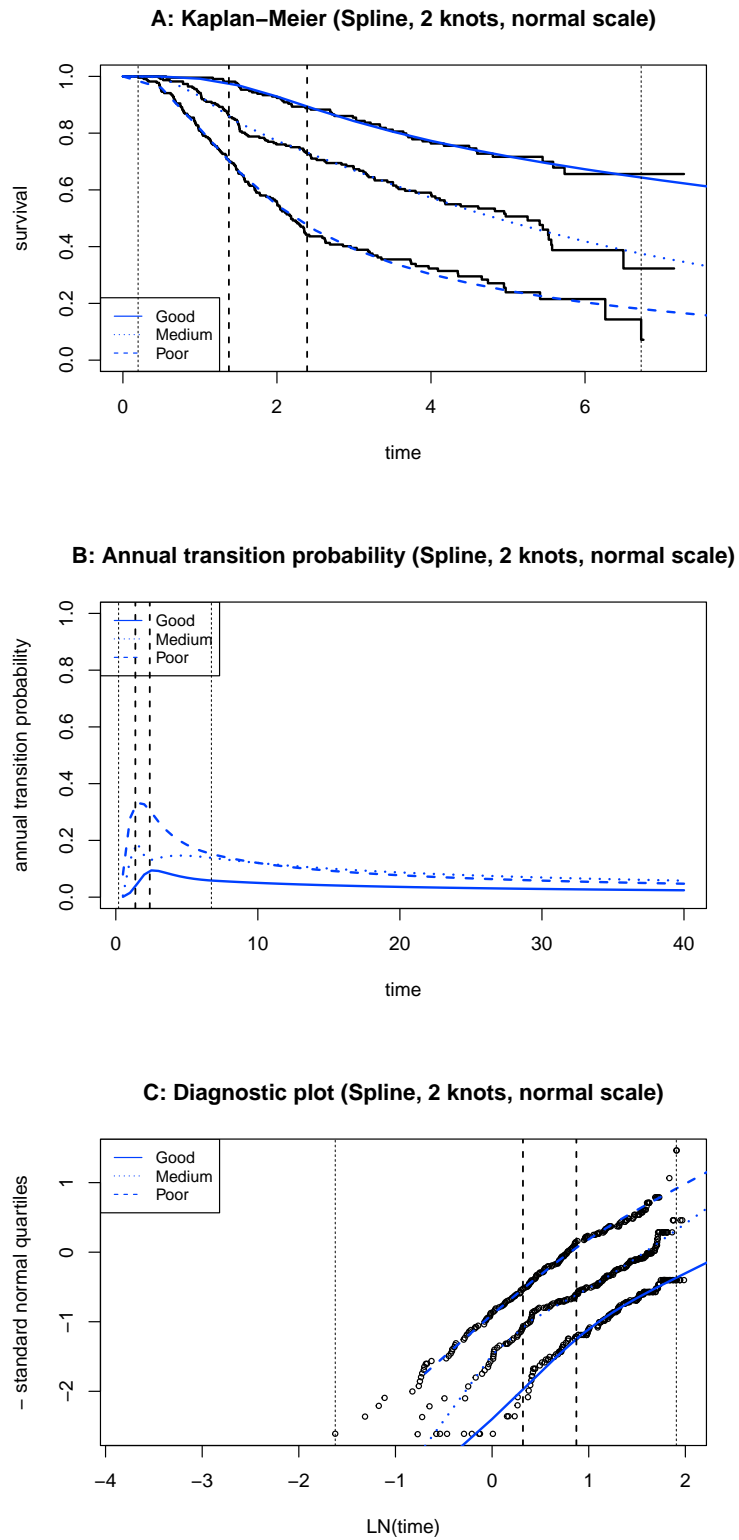 A: Kaplan−Meier (Spline, 2 knots, normal scale)
survival
1.0
0.8
0.6
0.4
0.2
0.0
Good
Medium
Poor
0 2 4 6
time
B: Annual transition probability (Spline, 2 knots, normal scale)
annual transition probability
1.0
0.8
0.6
0.4
0.2
0.0
Good
Medium
Poor
0 10 20 30 40
time
C: Diagnostic plot (Spline, 2 knots, normal scale)
− standard normal quartiles
1
0
−1
−2
Good
Medium
Poor
−4 −3 −2 −1 0 1 2
LN(time)